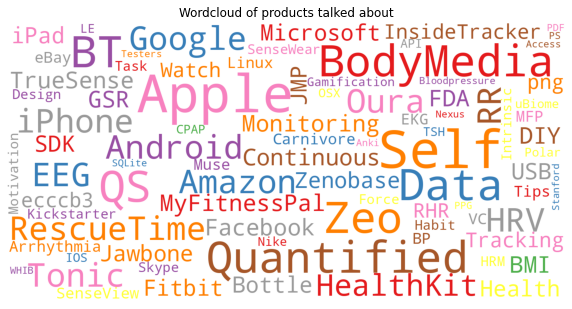 Wordcloud of products talked about
iPad LE BT Google Microsoft InsideTracker PDF
eBay Testers SenseWear API PS
TrueSense Task Watch Linux BodyMedia Access
Design GSR Apple JMP Gamification Bloodpressure png
iPhone OSX Oura FDA RR Nexus uBiome
SDK CPAP Monitoring EKG TSH MFP
Motivation Android Carnivore Anki Self Intrinsic DIY
EEG SQLite Muse Continuous Polar
QS Amazon Zenobase Data USB Stanford
ecccb3 MyFitnessPal Force Tips
Kickstarter Facebook Zeo RHR PPG VC HRV
RescueTime Nike Habit
Arrhythmia Jawbone Quantified BP Tracking
IOS Skype HRV BMI
WHIB Tonic Fitbit Bottle HealthKit Health
SenseView